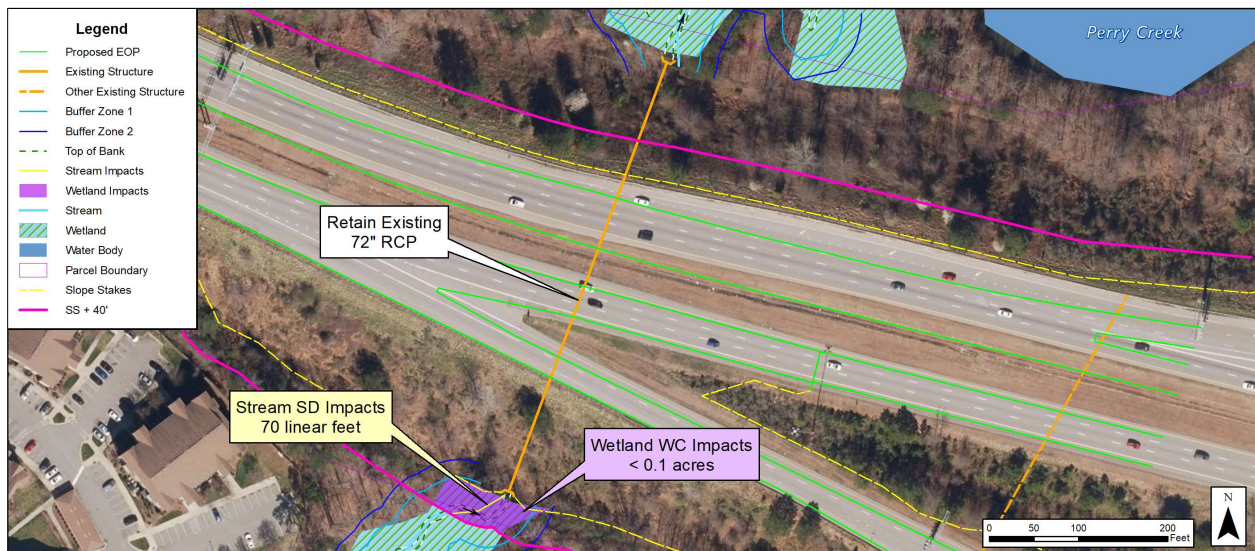 Legend
Proposed EOP
Existing Structure
Other Existing Structure
Buffer Zone 1
Buffer Zone 2
Top of Bank
Stream Impacts
Wetland Impacts
Stream
Wetland
Water Body
Parcel Boundary
Slope Stakes
SS + 40'
Perry Creek
Retain Existing
72" RCP
Stream SD Impacts
70 linear feet
Wetland WC Impacts
< 0.1 acres
0 50 100 200
Feet
N